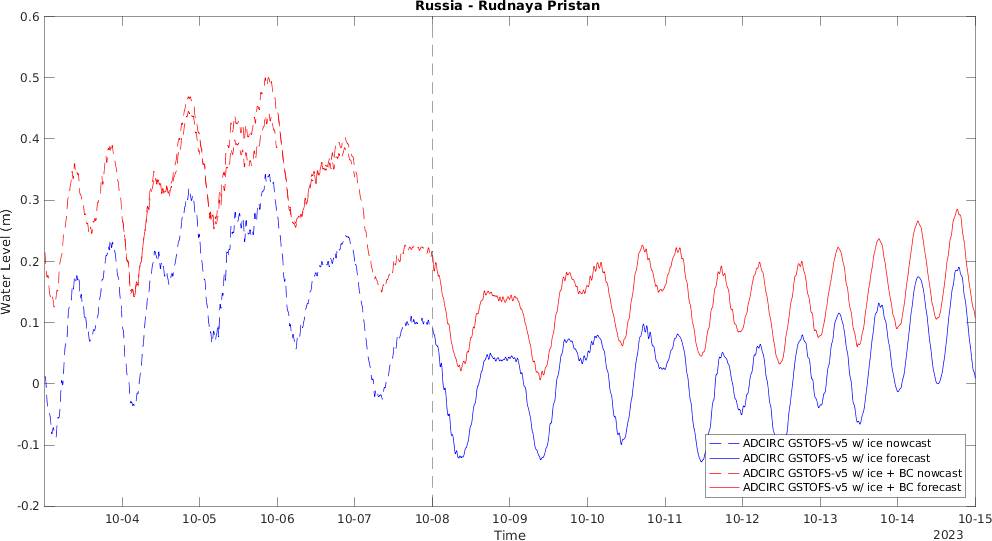 Russia - Rudnaya Pristan
0.6
0.5
0.4
0.3
0.2
0.1
0
-0.1
-0.2
Water Level (m)
ADCIRC GSTOFS-v5 w/ ice nowcast
ADCIRC GSTOFS-v5 w/ ice forecast
ADCIRC GSTOFS-v5 w/ ice + BC nowcast
ADCIRC GSTOFS-v5 w/ ice + BC forecast
10-04 10-05 10-06 10-07 10-08 10-09 10-10 10-11 10-12 10-13 10-14 10-15
Time
2023